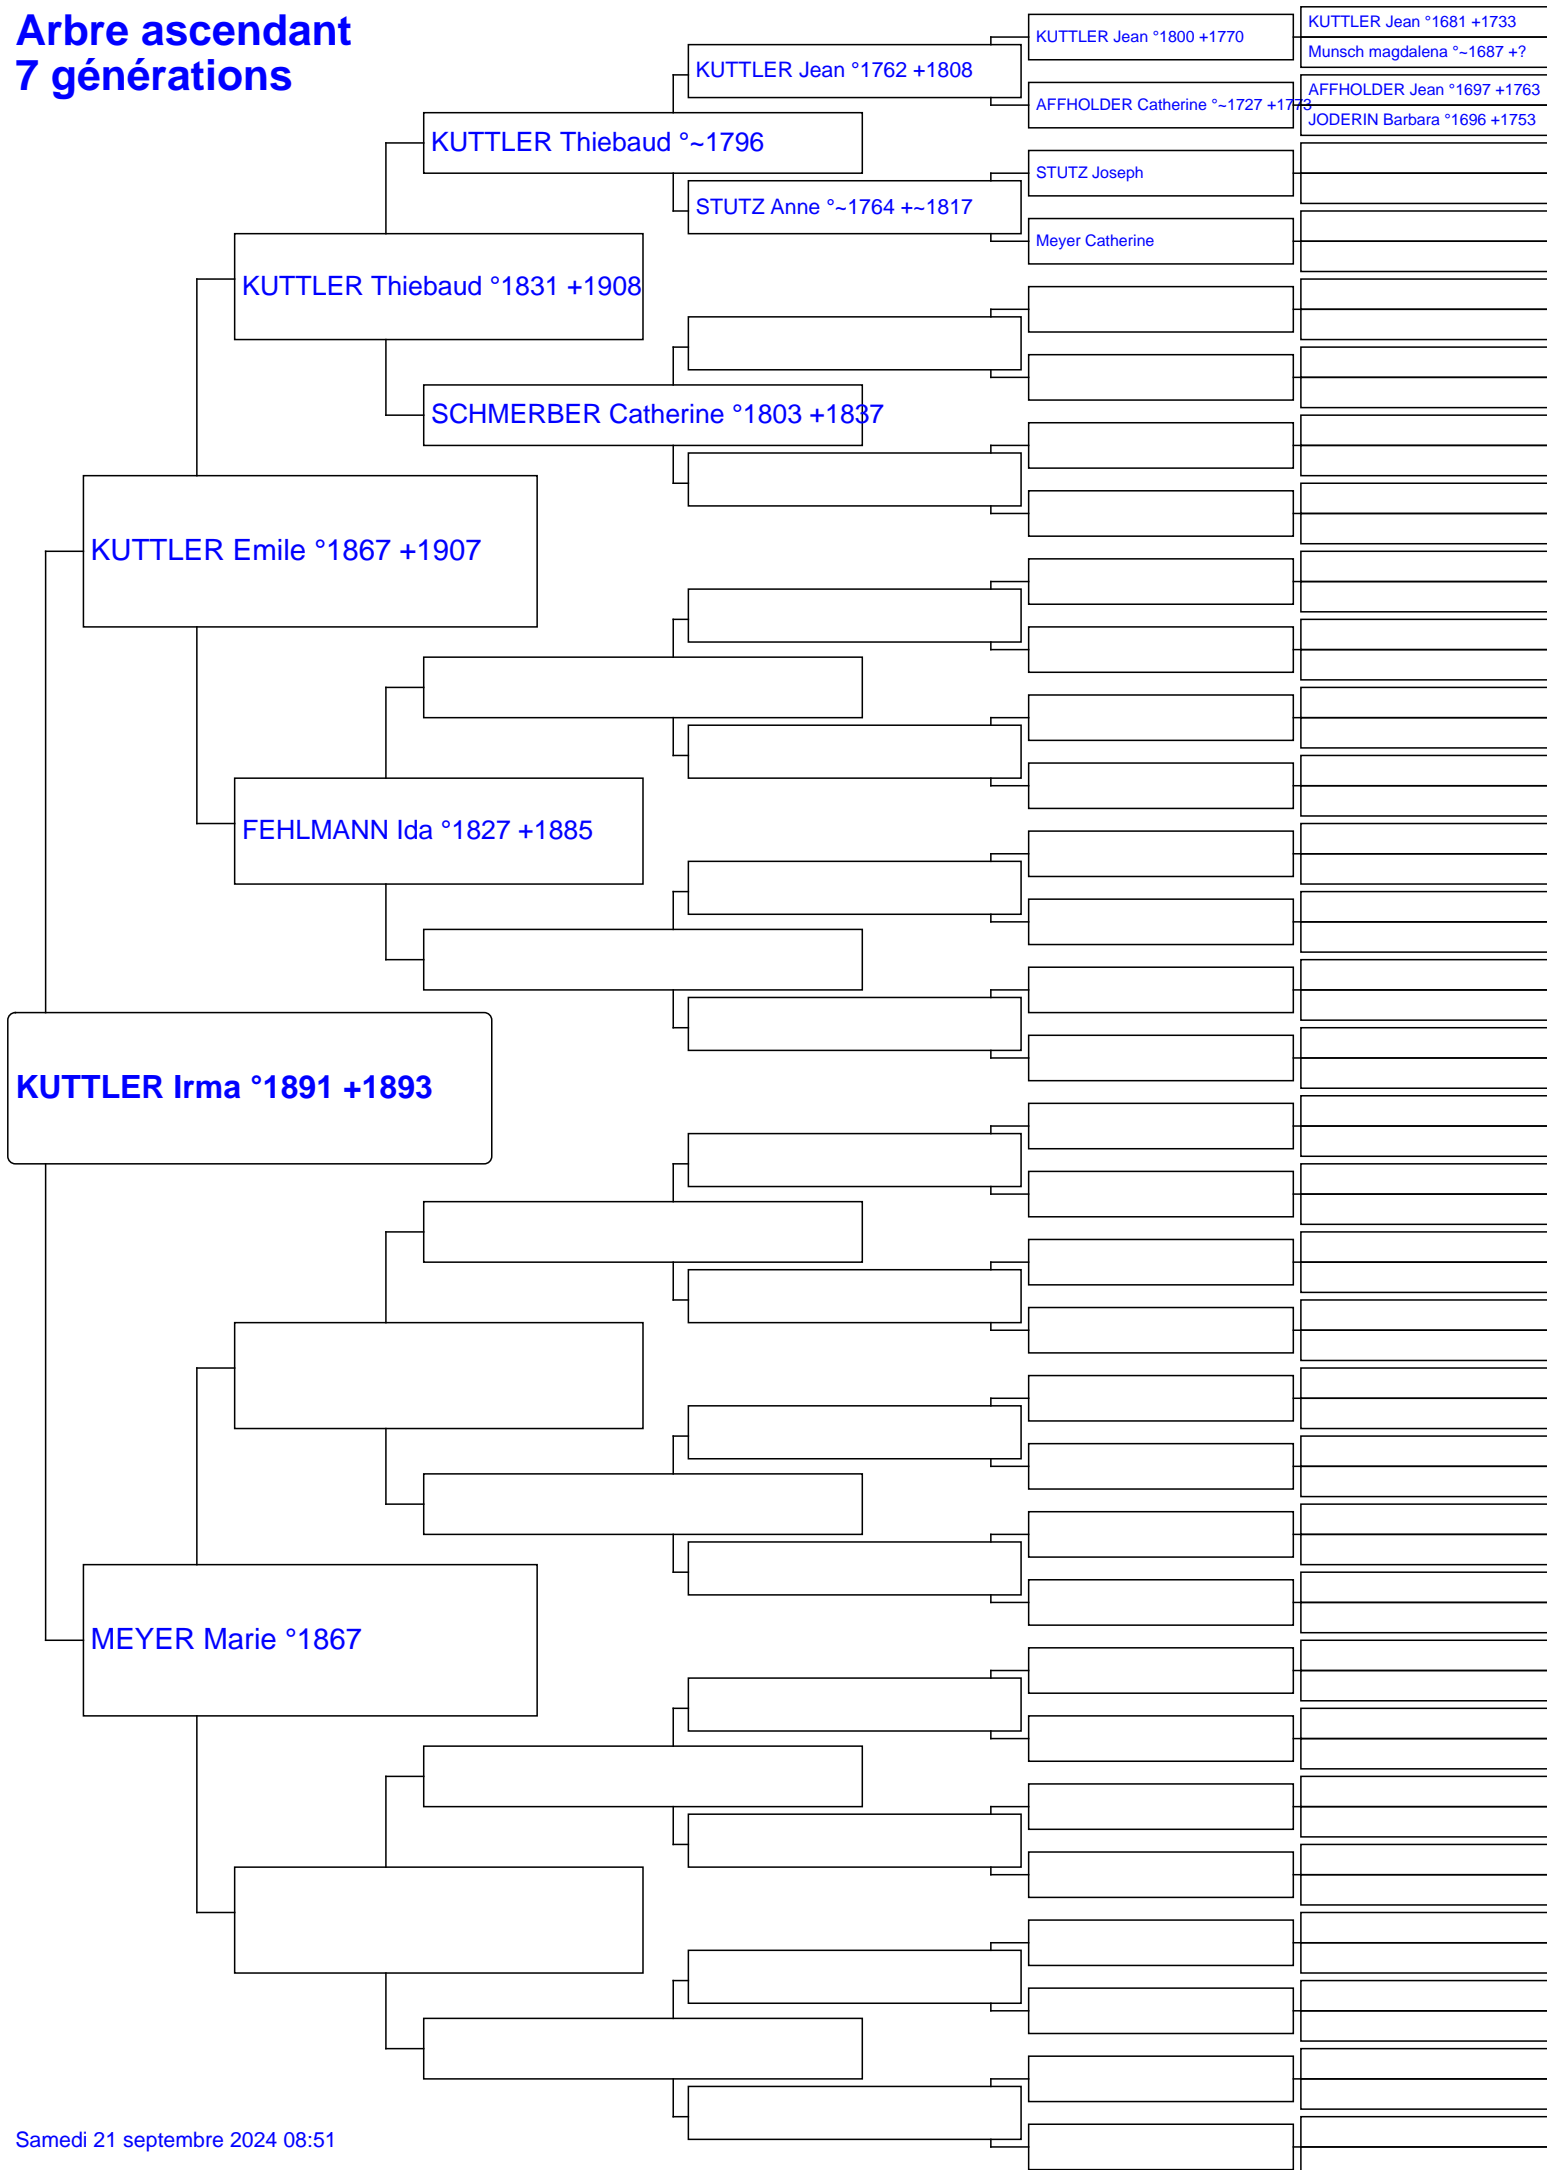 Arbre ascendant
7 générations
KUTTLER Jean °1681 +1733
KUTTLER Jean °1800 +1770
Munsch magdalena °~1687 +?
KUTTLER Jean °1762 +1808
AFFHOLDER Jean °1697 +1763
AFFHOLDER Catherine °~1727 +1773
JODERIN Barbara °1696 +1753
KUTTLER Thiebaud °~1796
STUTZ Joseph
STUTZ Anne °~1764 +~1817
Meyer Catherine
KUTTLER Thiebaud °1831 +1908
SCHMERBER Catherine °1803 +1837
KUTTLER Emile °1867 +1907
FEHLMANN Ida °1827 +1885
KUTTLER Irma °1891 +1893
MEYER Marie °1867
Samedi 21 septembre 2024 08:51